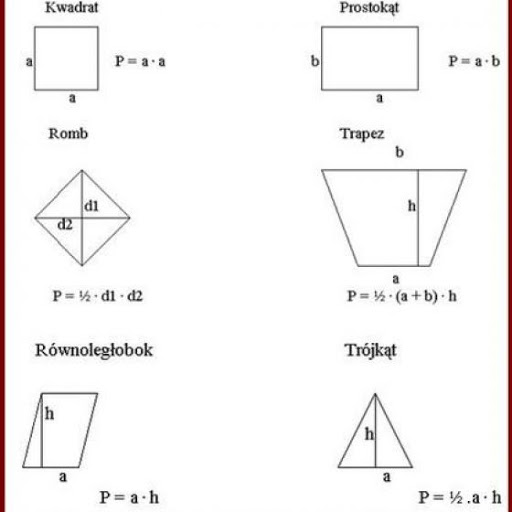 Kwadrat
a
P = a · a
a
Prostokąt
b
P = a · b
a
Romb
d1
d2
P = ½ · d1 · d2
Trapez
b
h
a
P = ½ · (a + b) · h
Równoległobok
h
a
P = a · h
Trójkąt
h
a
P = ½ .a · h